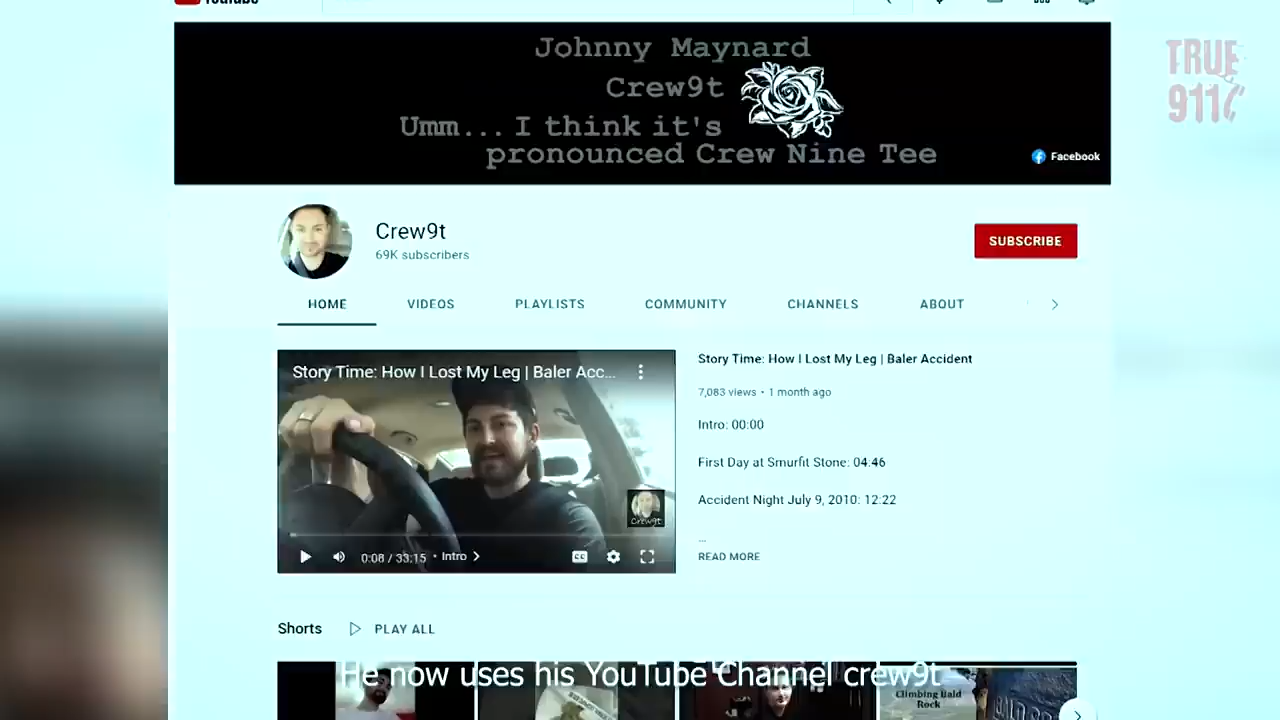 YouTube
Johnny Maynard
Crew9t
Umm... I think it's
pronounced Crew Nine Tee
Facebook
TRUE
911
Crew9t
69K subscribers
SUBSCRIBE
HOME
VIDEOS
PLAYLISTS
COMMUNITY
CHANNELS
ABOUT
Story Time: How I Lost My Leg | Baler Acc...
Crew9t
0:08 / 33:15 • Intro
CC
Story Time: How I Lost My Leg | Baler Accident
7,083 views • 1 month ago
Intro: 00:00
First Day at Smurfit Stone: 04:46
Accident Night July 9, 2010: 12:22
...
READ MORE
Shorts
PLAY ALL
He now uses his YouTube Channel crew9t
Climbing Bald
Rock